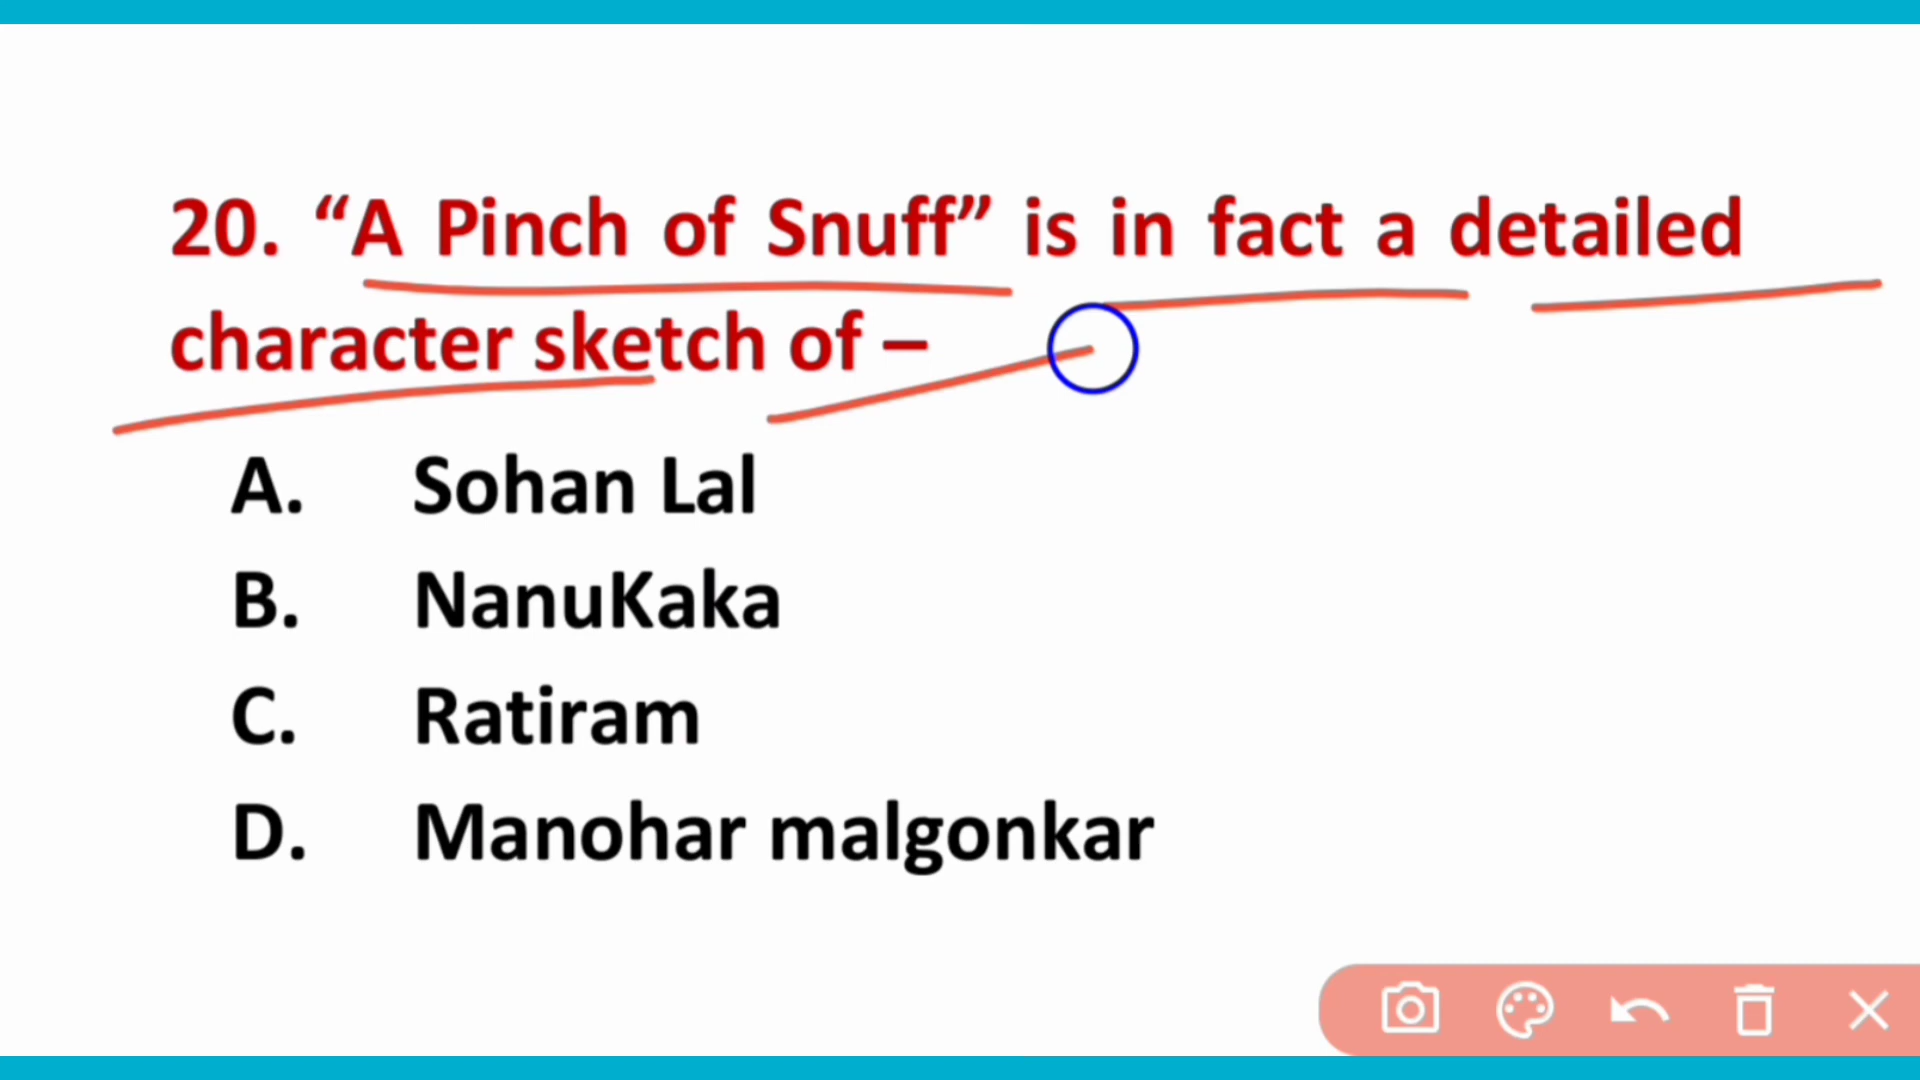 20. “A Pinch of Snuff” is in fact a detailed
character sketch of –
A. Sohan Lal
B. NanuKaka
C. Ratiram
D. Manohar malgonkar